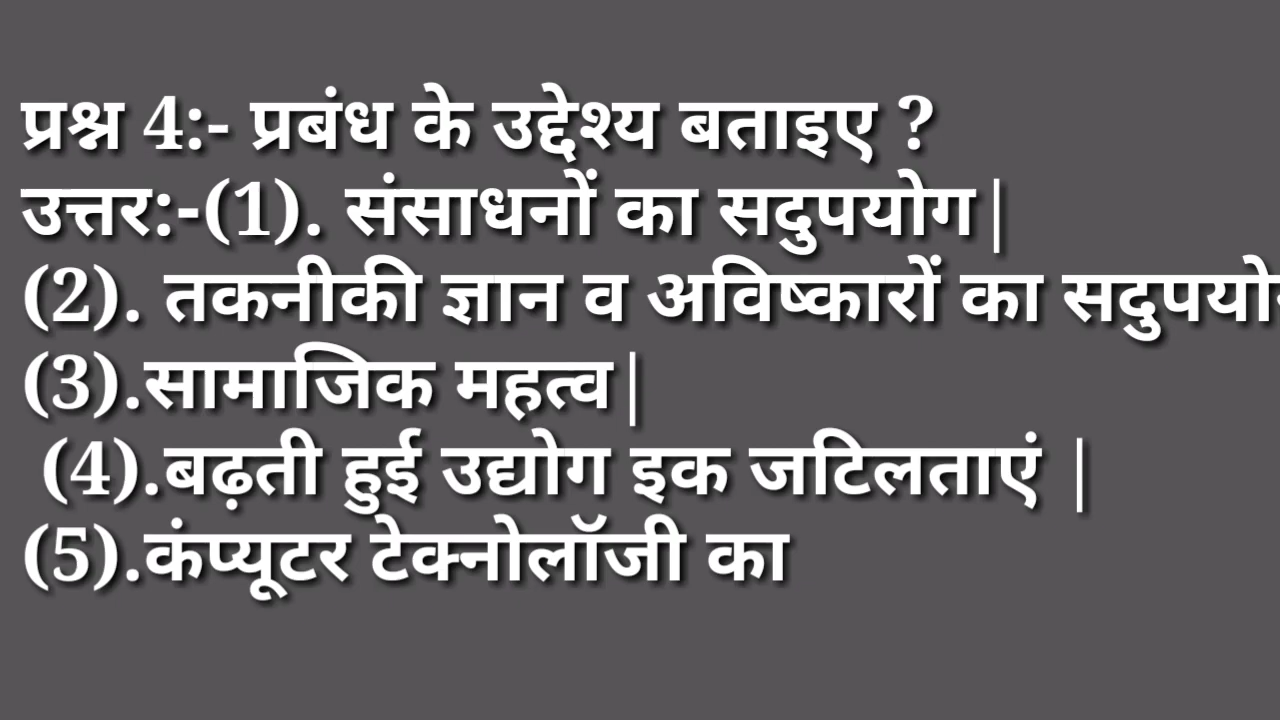 प्रश्न 4:- प्रबंध के उद्देश्य बताइए ?
उत्तर:-(1). संसाधनों का सदुपयोग|
(2). तकनीकी ज्ञान व अविष्कारों का
(3).सामाजिक महत्व|
(4).बढ़ती हुई उद्योग इक जटिलताएं |
(5).कंप्यूटर टेक्नोलॉजी का